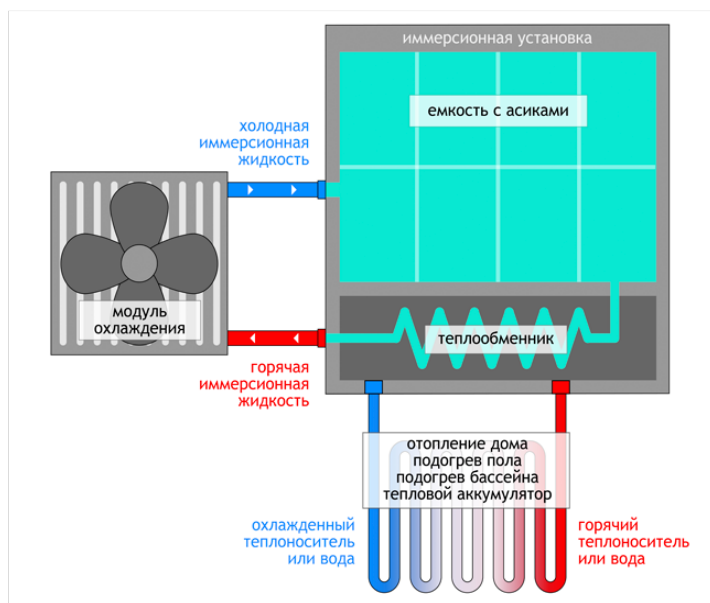 иммерсионная установка
емкость с асиками
холодная
иммерсионная
жидкость
модуль
охлаждения
теплообменник
горячая
иммерсионная
жидкость
отопление дома
подогрев пола
подогрев бассейна
тепловой аккумулятор
охлажденный
теплоноситель
или вода
горячий
теплоноситель
или вода